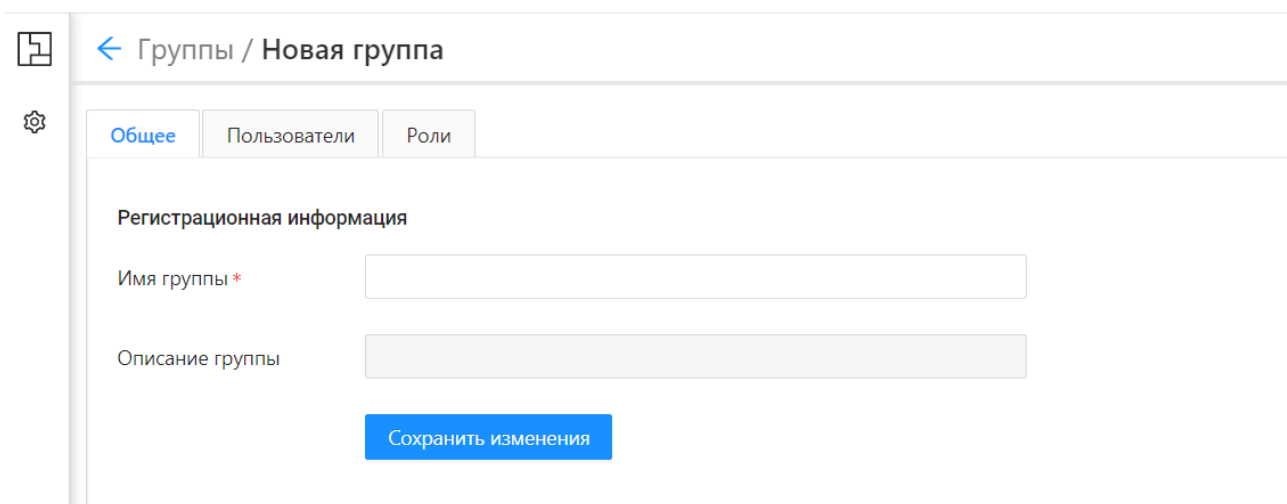 Группы / Новая группа
Общее Пользователи Роли
Регистрационная информация
Имя группы *
Описание группы
Сохранить изменения